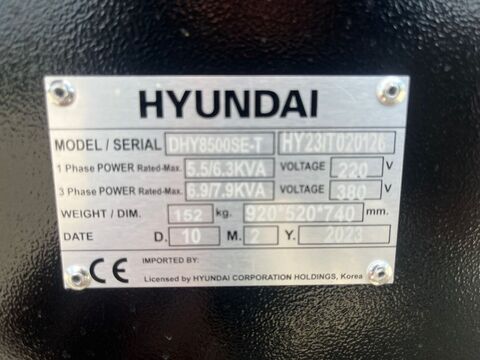 HYUNDAI
MODEL / SERIAL DHY8500SE-T HY23IT020126
1 Phase POWER Rated-Max. 5.5/6.3KVA VOLTAGE 220 V
3 Phase POWER Rated-Max. 6.9/7.9KVA VOLTAGE 380 V
WEIGHT / DIM. 152 kg. 920*520*740 mm.
DATE D. 10 M. 2 Y. 2023
CE IMPORTED BY:
Licensed by HYUNDAI CORPORATION HOLDINGS, Korea